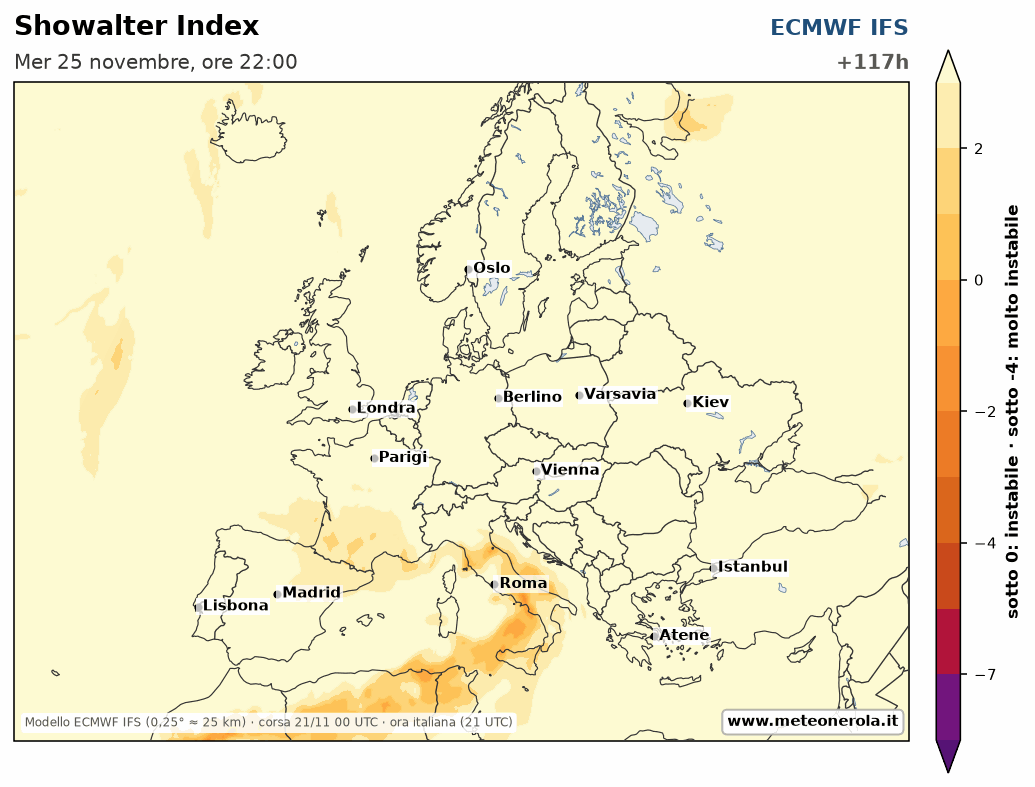 Showalter Index
ECMWF IFS
Mer 25 novembre, ore 22:00
+117h
Oslo
Londra
Berlino
Varsavia
Kiev
Parigi
Vienna
Istanbul
Roma
Madrid
Lisbona
Atene
2
0
−2
−4
−7
sotto 0: instabile · sotto -4: molto instabile
Modello ECMWF IFS (0,25° ≈ 25 km) · corsa 21/11 00 UTC · ora italiana (21 UTC)
www.meteonerola.it